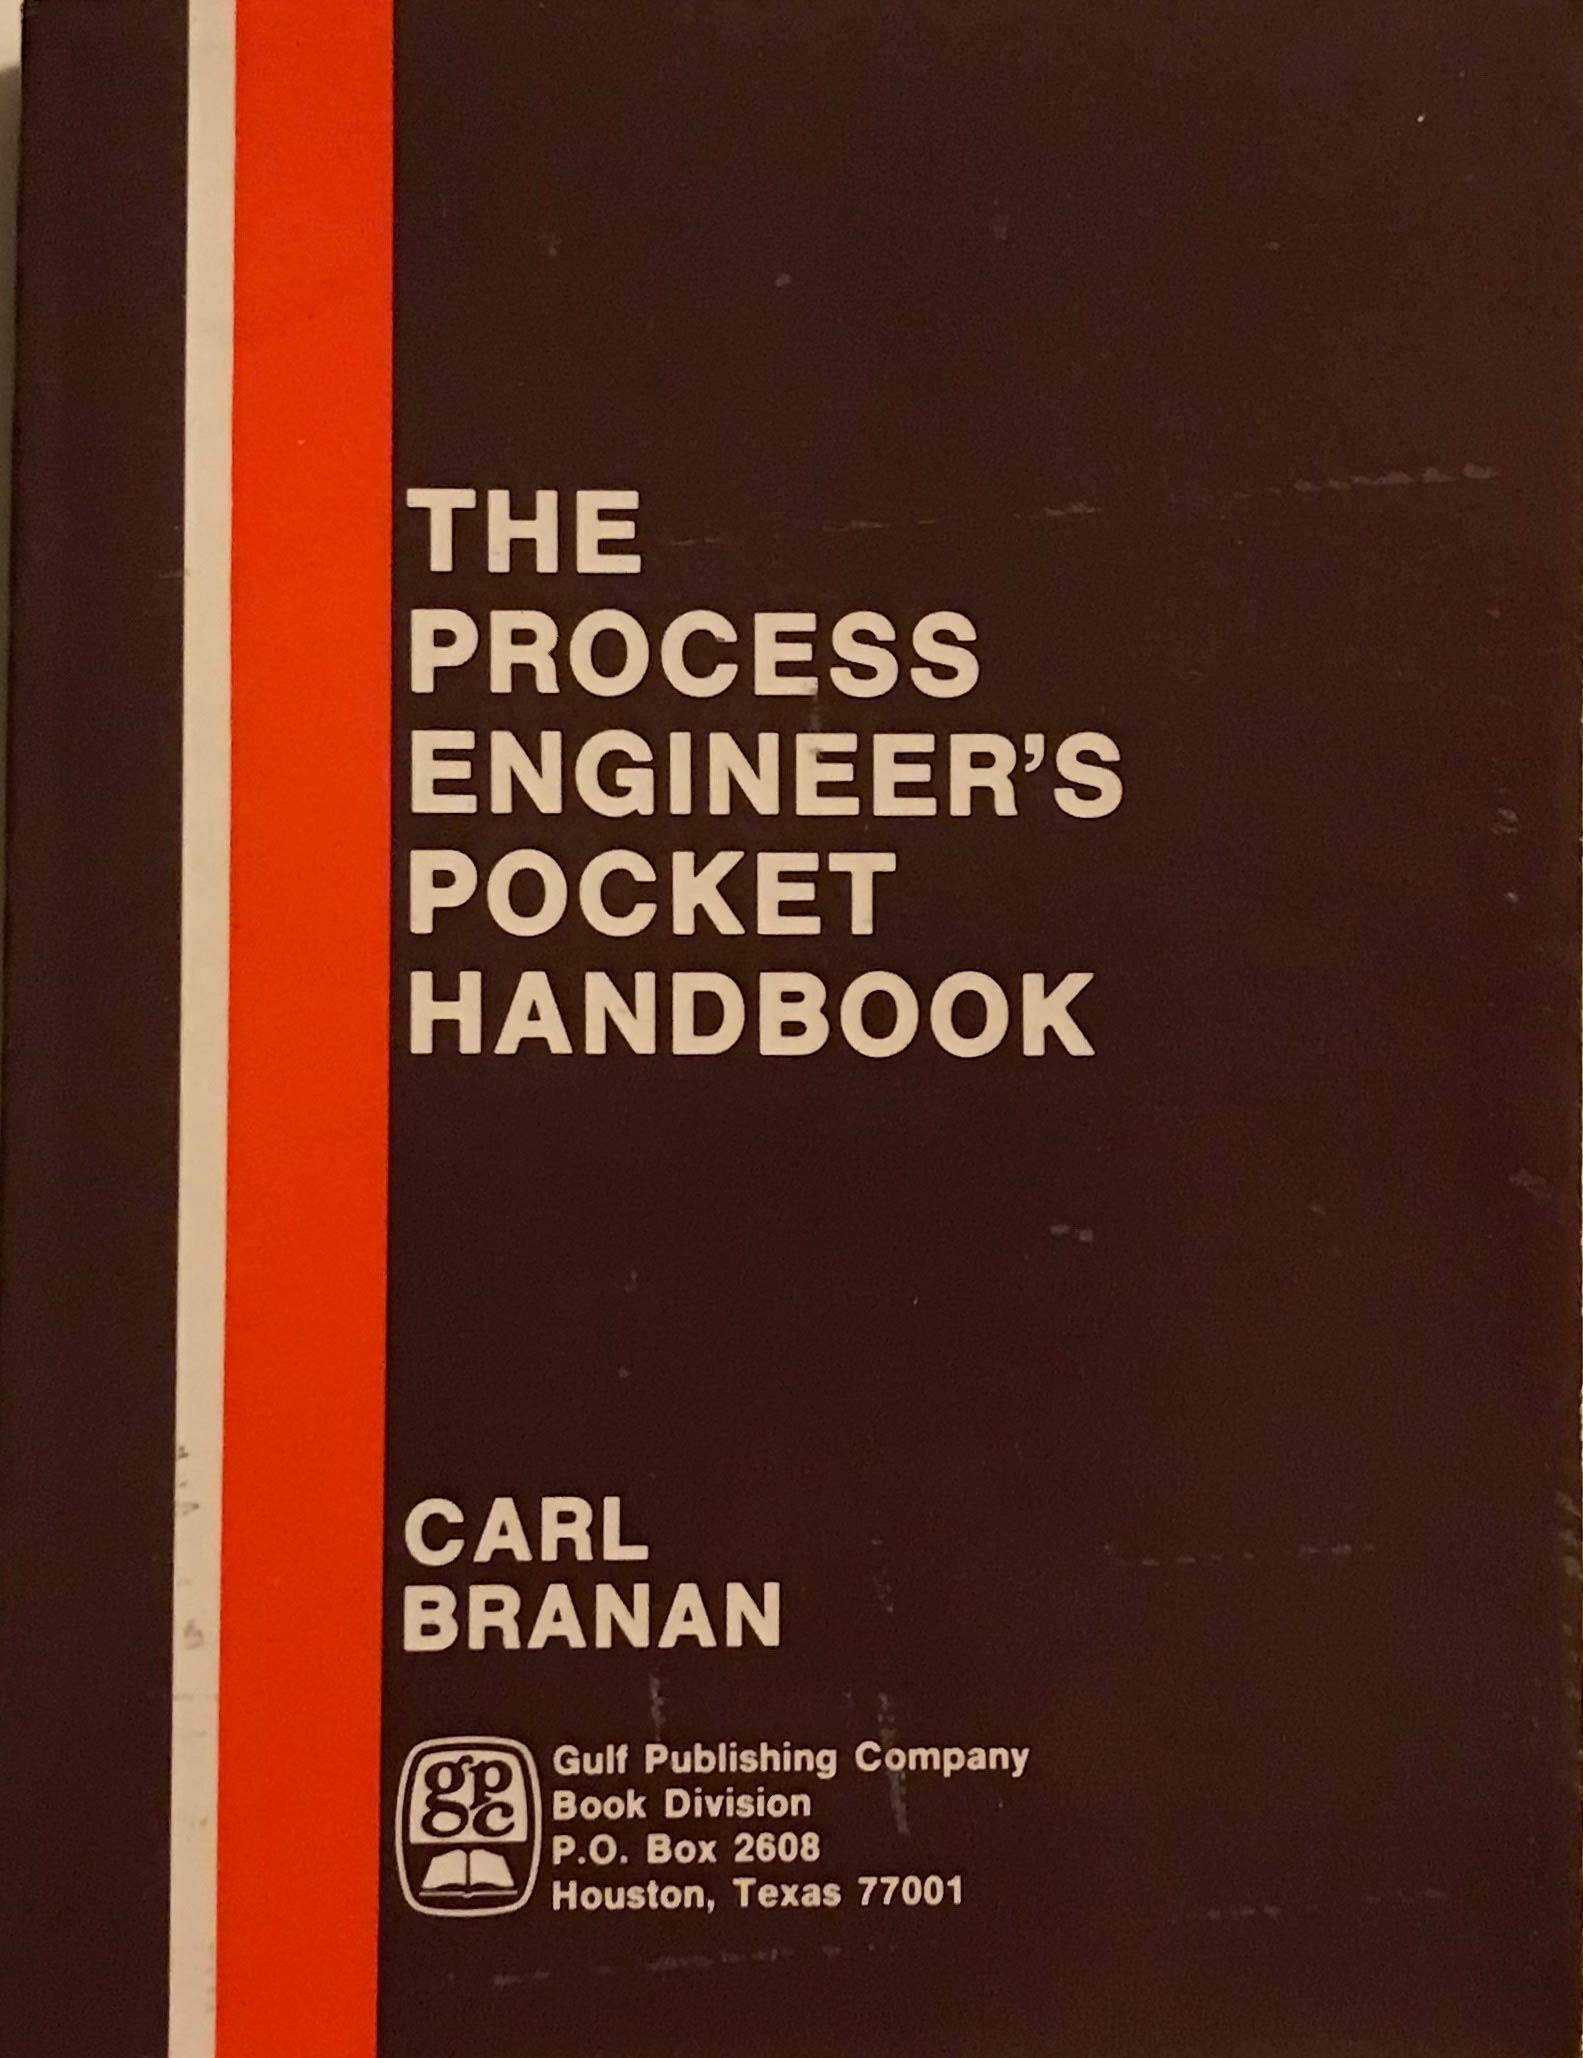 THE
PROCESS
ENGINEER'S
POCKET
HANDBOOK
CARL
BRANAN
gpc
Gulf Publishing Company
Book Division
P.O. Box 2608
Houston, Texas 77001